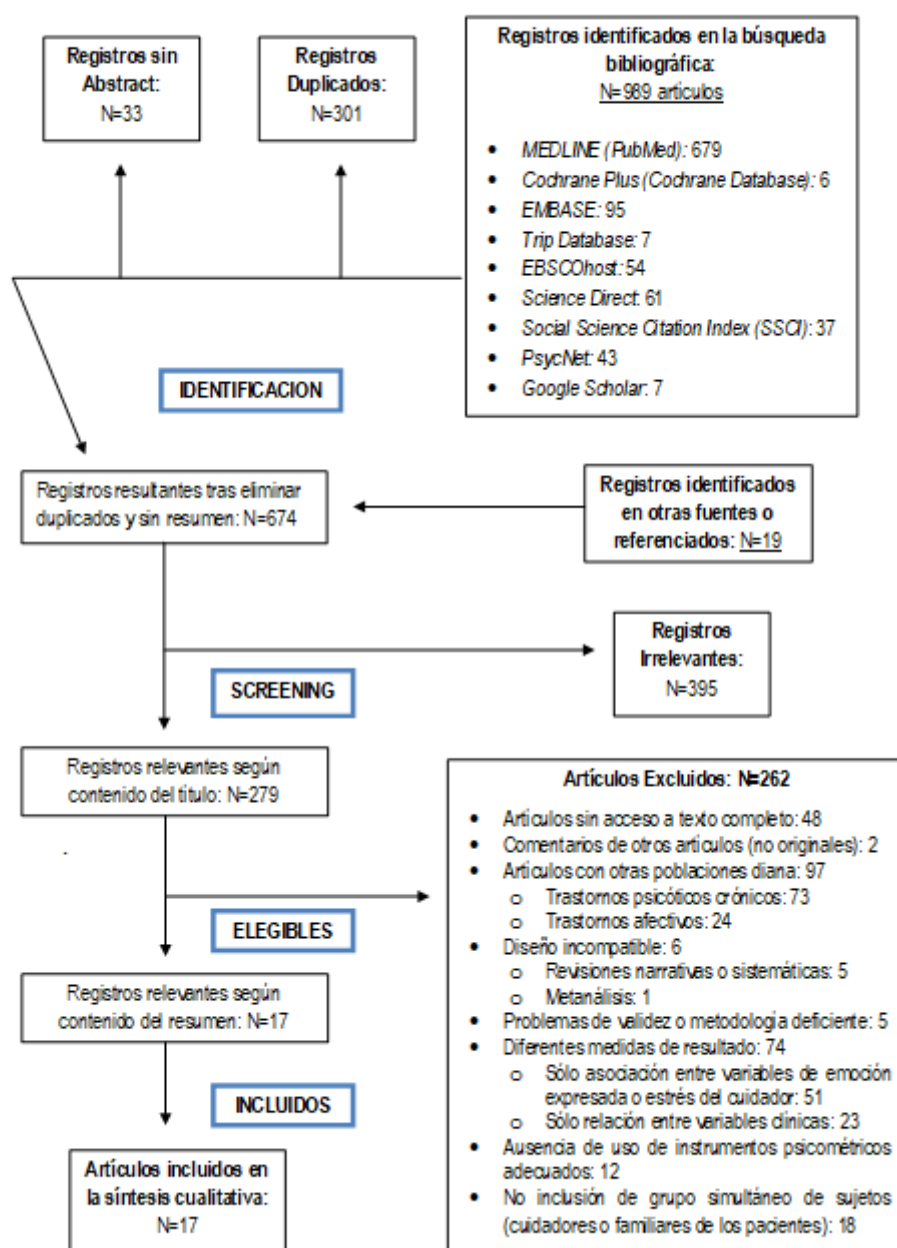 Registros sin
Abstract:
N=33
Registros
Duplicados:
N=301
Registros identificados en la búsqueda
bibliográfica:
N=989 artículos
• MEDLINE (PubMed): 679
• Cochrane Plus (Cochrane Database): 6
• EMBASE: 95
• Trip Database: 7
• EBSCOhost: 54
• Science Direct: 61
• Social Science Citation Index (SSCI): 37
• PsycNet: 43
• Google Scholar: 7
IDENTIFICACION
Registros resultantes tras eliminar
duplicados y sin resumen: N=674
Registros identificados
en otras fuentes o
referenciados: N=19
Registros
Irrelevantes:
N=395
SCREENING
Registros relevantes según
contenido del título: N=279
Artículos Excluidos: N=262
• Artículos sin acceso a texto completo: 48
• Comentarios de otros artículos (no originales): 2
• Artículos con otras poblaciones diana: 97
o Trastornos psicóticos crónicos: 73
o Trastornos afectivos: 24
• Diseño incompatible: 6
o Revisiones narrativas o sistemáticas: 5
o Metanálisis: 1
• Problemas de validez o metodología deficiente: 5
• Diferentes medidas de resultado: 74
o Sólo asociación entre variables de emoción
expresada o estrés del cuidador: 51
o Sólo relación entre variables clínicas: 23
• Ausencia de uso de instrumentos psicométricos
adecuados: 12
• No inclusión de grupo simultáneo de sujetos
(cuidadores o familiares de los pacientes): 18
ELEGIBLES
Registros relevantes según
contenido del resumen: N=17
INCLUIDOS
Artículos incluidos en
la síntesis cualitativa:
N=17